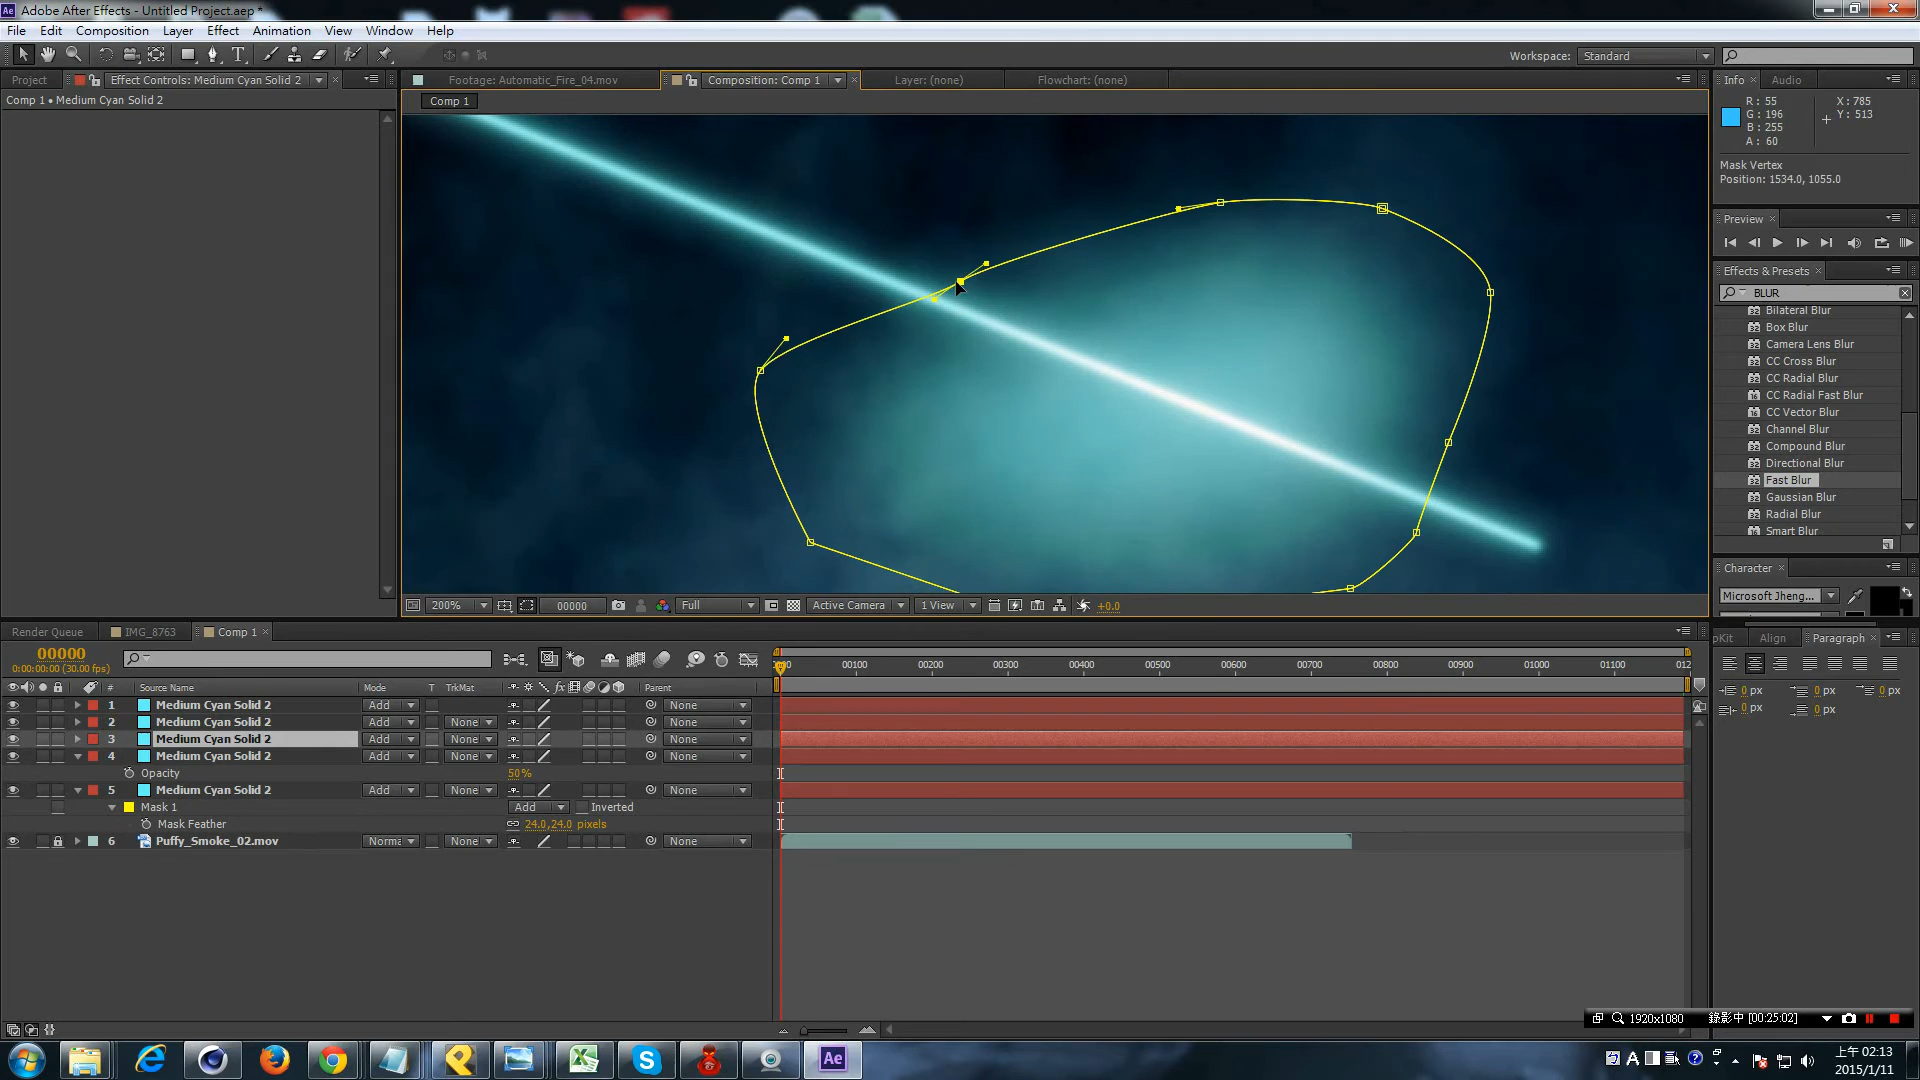 Adobe After Effects - Untitled Project.aep *
File Edit Composition Layer Effect Animation View Window Help
Workspace: Standard
Project Effect Controls: Medium Cyan Solid 2
Comp 1 • Medium Cyan Solid 2
Footage: Automatic_Fire_04.mov Composition: Comp 1 Layer: (none) Flowchart: (none)
Comp 1
Info Audio
R: 55 X: 785
G: 196 Y: 513
B: 255
A: 60
Mask Vertex
Position: 1534.0, 1055.0
Preview
Effects & Presets
BLUR
Bilateral Blur
Box Blur
Camera Lens Blur
CC Cross Blur
CC Radial Blur
CC Radial Fast Blur
CC Vector Blur
Channel Blur
Compound Blur
Directional Blur
Fast Blur
Gaussian Blur
Radial Blur
Smart Blur
Character
Microsoft Jheng...
200% 00000 Full Active Camera 1 View +0.0
Render Queue IMG_8763 Comp 1
pKit Align Paragraph
00000
0:00:00:00 (30.00 fps)
00100 00200 00300 00400 00500 00600 00700 00800 00900 01000 01100 012
# Source Name Mode T TrkMat fx Parent
1 Medium Cyan Solid 2 Add None
2 Medium Cyan Solid 2 Add None None
3 Medium Cyan Solid 2 Add None None
4 Medium Cyan Solid 2 Add None None
Opacity 50%
5 Medium Cyan Solid 2 Add None None
Mask 1 Add Inverted
Mask Feather 24.0,24.0 pixels
6 Puffy_Smoke_02.mov Norma None None
0 px 0 px 0 px
0 px 0 px
1920x1080 錄影中 [00:25:02]
Ae
上午 02:13
2015/1/11